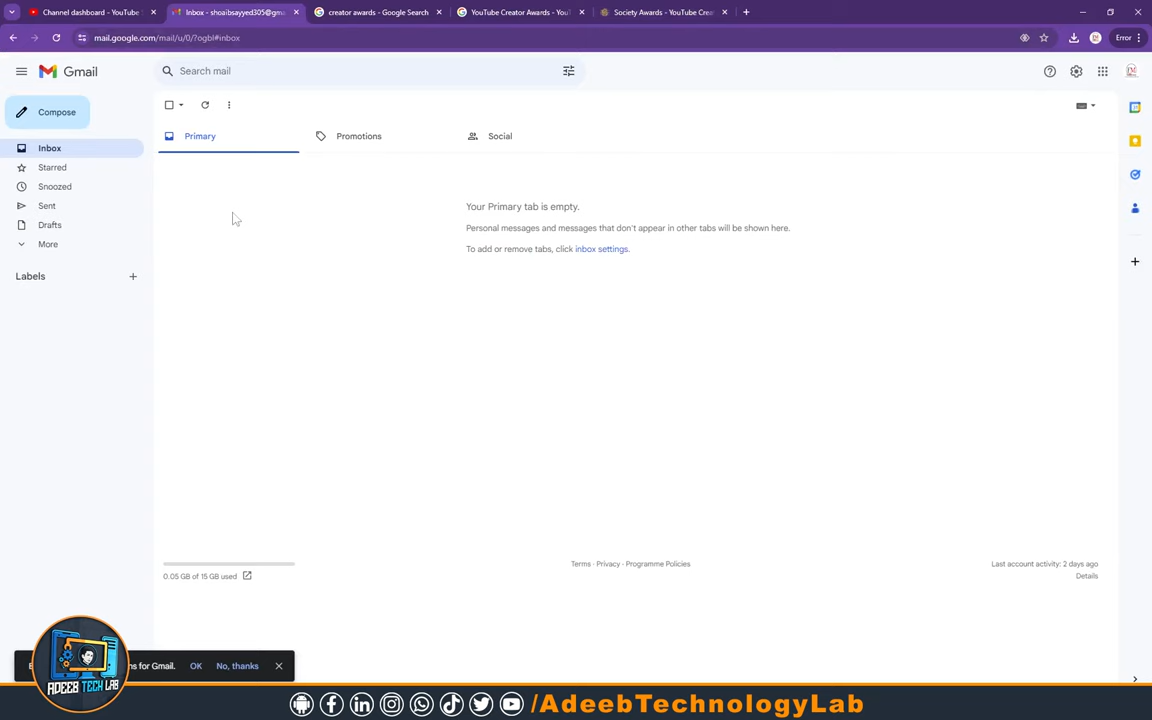 Channel dashboard - YouTube
Inbox - shoaibsayyed305@gm
creator awards - Google Search
YouTube Creator Awards - You
Society Awards - YouTube Cre
mail.google.com/mail/u/0/?ogbl#inbox
Error
Gmail
Search mail
Compose
Primary
Promotions
Social
Inbox
Starred
Snoozed
Sent
Drafts
More
Labels
Your Primary tab is empty.
Personal messages and messages that don't appear in other tabs will be shown here.
To add or remove tabs, click inbox settings.
0.05 GB of 15 GB used
Terms · Privacy · Programme Policies
Last account activity: 2 days ago
Details
ns for Gmail. OK No, thanks
ADEEB TECH LAB
/AdeebTechnologyLab